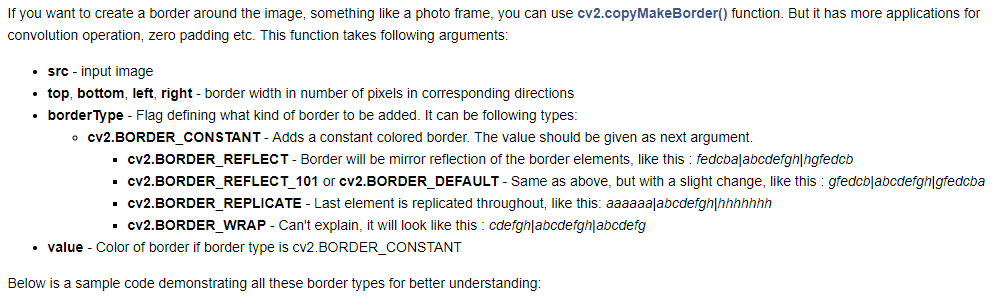 If you want to create a border around the image, something like a photo frame, you can use cv2.copyMakeBorder() function. But it has more applications for
convolution operation, zero padding etc. This function takes following arguments:
• src - input image
• top, bottom, left, right - border width in number of pixels in corresponding directions
• borderType - Flag defining what kind of border to be added. It can be following types:
◦ cv2.BORDER_CONSTANT - Adds a constant colored border. The value should be given as next argument.
▪ cv2.BORDER_REFLECT - Border will be mirror reflection of the border elements, like this : fedcba|abcdefgh|hgfedcb
▪ cv2.BORDER_REFLECT_101 or cv2.BORDER_DEFAULT - Same as above, but with a slight change, like this : gfedcb|abcdefgh|gfedcba
▪ cv2.BORDER_REPLICATE - Last element is replicated throughout, like this: aaaaaa|abcdefgh|hhhhhhh
▪ cv2.BORDER_WRAP - Can't explain, it will look like this : cdefgh|abcdefgh|abcdefg
• value - Color of border if border type is cv2.BORDER_CONSTANT
Below is a sample code demonstrating all these border types for better understanding: